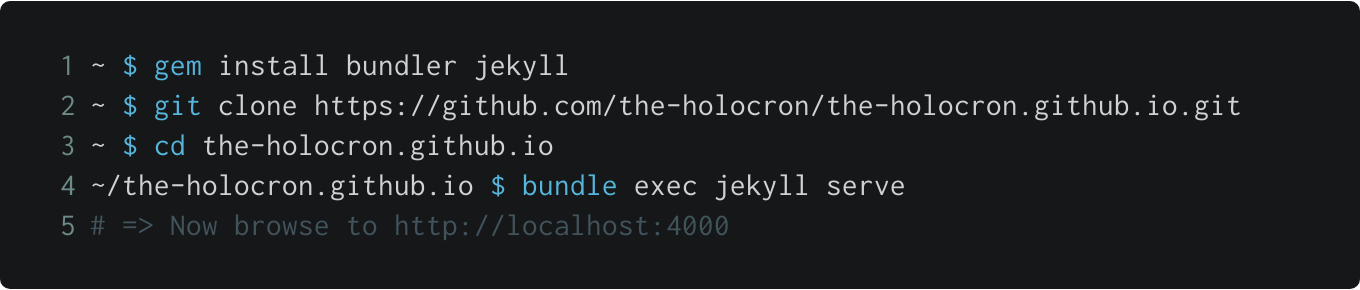 1 ~ $ gem install bundler jekyll
2 ~ $ git clone https://github.com/the-holocron/the-holocron.github.io.git
3 ~ $ cd the-holocron.github.io
4 ~/the-holocron.github.io $ bundle exec jekyll serve
5 # => Now browse to http://localhost:4000